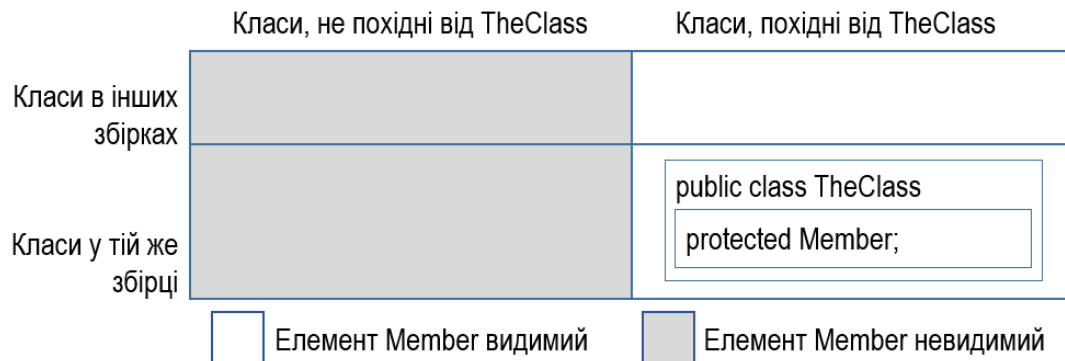 Класи, не похідні від TheClass
Класи, похідні від TheClass
Класи в інших
збірках
public class TheClass
protected Member;
Класи у тій же
збірці
Елемент Member видимий
Елемент Member невидимий